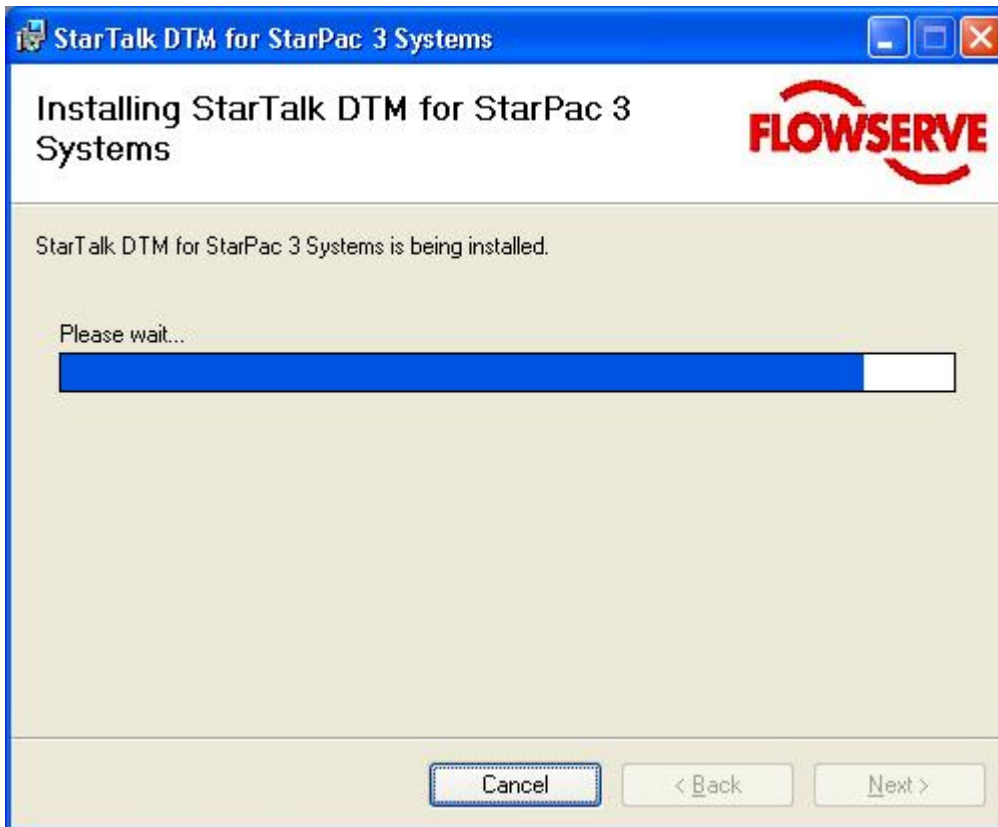 StarTalk DTM for StarPac 3 Systems
Installing StarTalk DTM for StarPac 3
Systems
FLOWSERVE
StarTalk DTM for StarPac 3 Systems is being installed.
Please wait...
Cancel
< Back
Next >